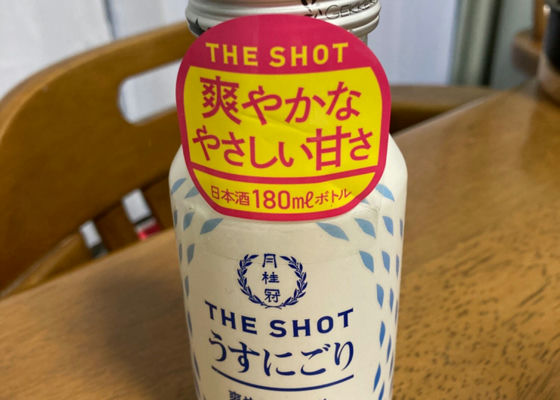 THE SHOT
爽やかな
やさしい甘さ
日本酒180mlボトル
月
桂
冠
THE SHOT
うすにごり